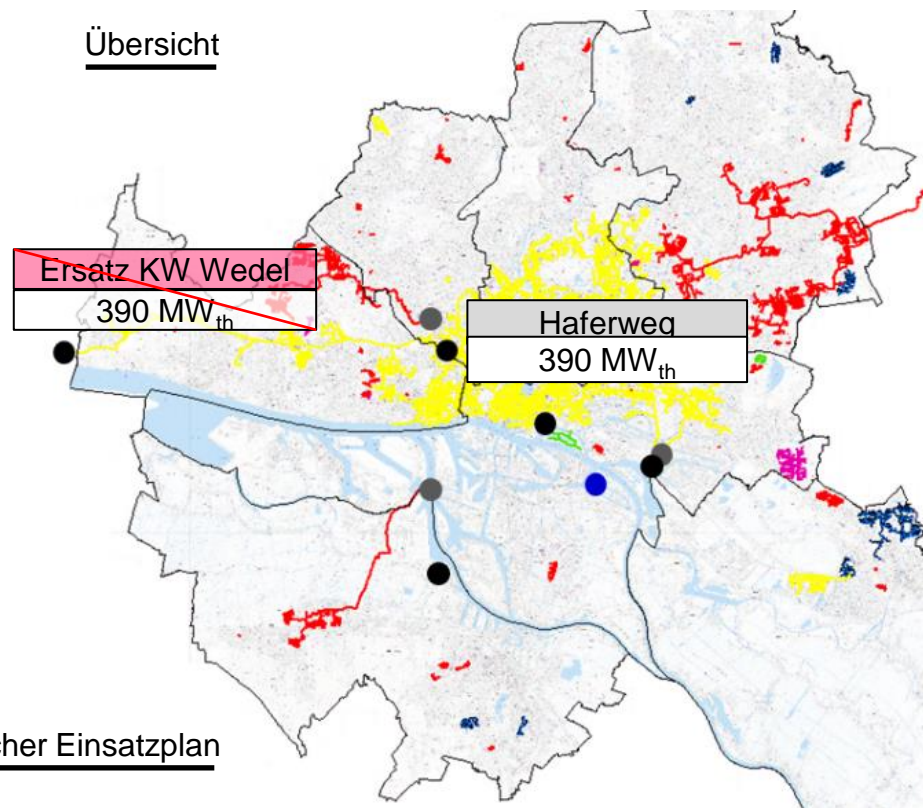 Übersicht
Ersatz KW Wedel
390 MWth
Haferweg
390 MWth
cher Einsatzplan